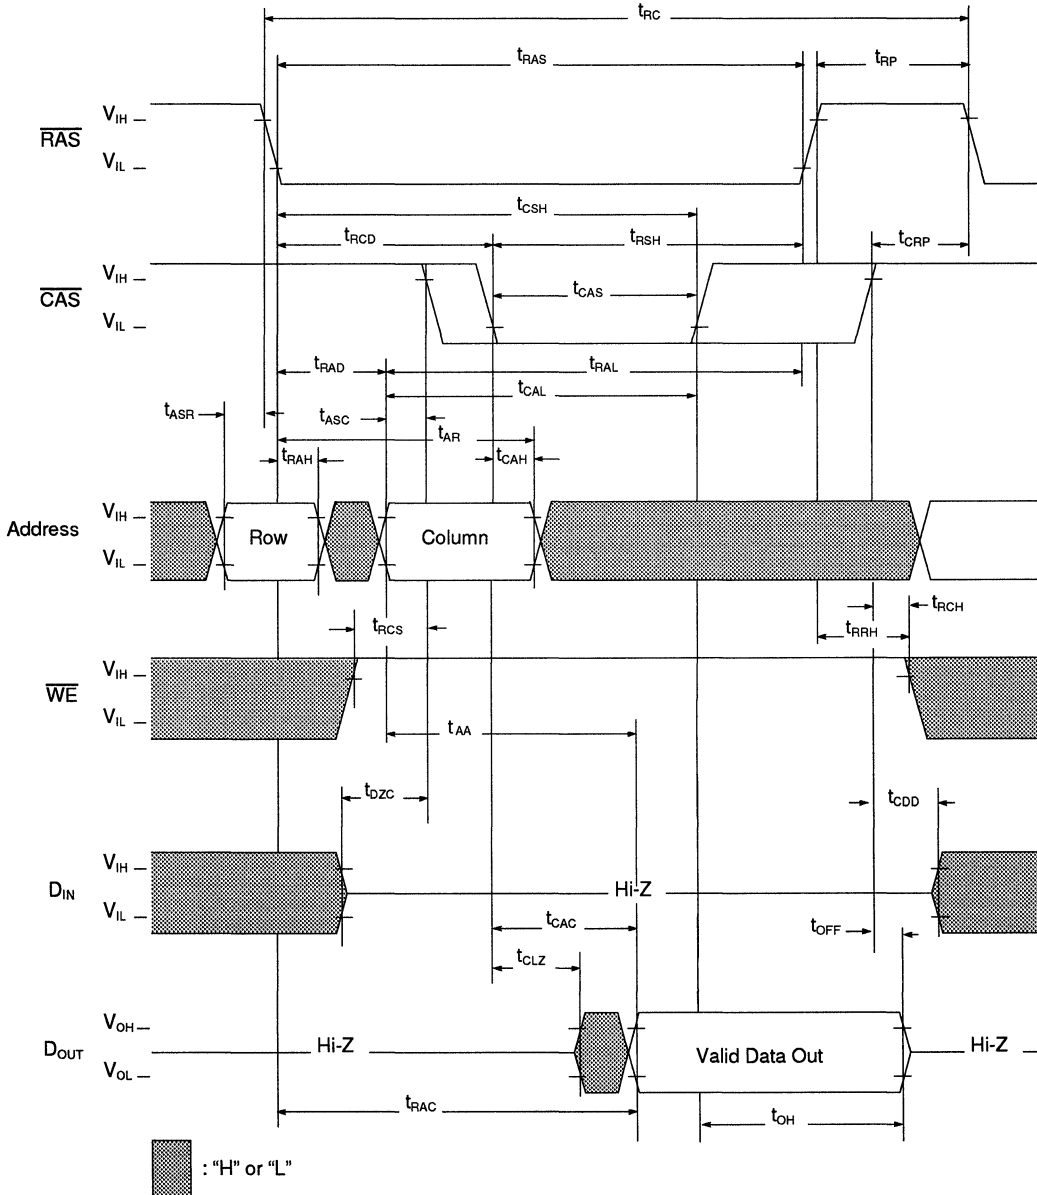 tRC
tRAS
tRP
RAS
VIH
VIL
tCSH
tRCD
tRSH
tCRP
CAS
VIH
VIL
tCAS
tRAD
tRAL
tCAL
tASR
tASC
tAR
tRAH
tCAH
Address
VIH
VIL
Row
Column
tRCH
tRCS
tRRH
WE
VIH
VIL
tAA
tDZC
tCDD
DIN
VIH
VIL
Hi-Z
tCAC
tOFF
tCLZ
DOUT
VOH
VOL
Hi-Z
Valid Data Out
Hi-Z
tRAC
tOH
: “H” or “L”